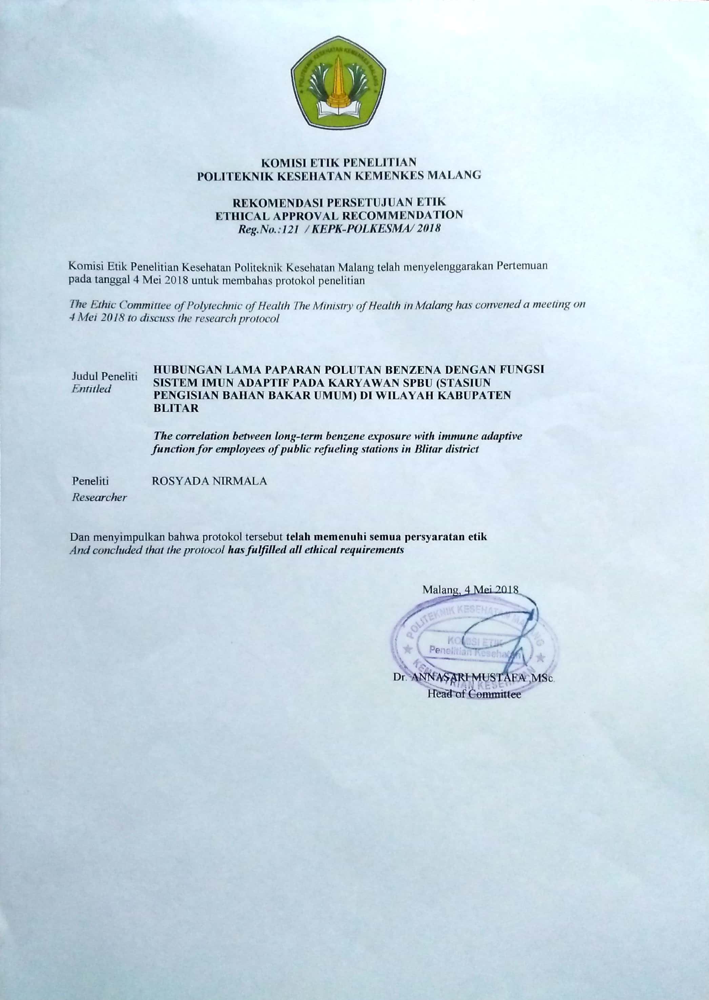 POLITEKNIK KESEHATAN KEMENKES MALANG
KOMISI ETIK PENELITIAN
POLITEKNIK KESEHATAN KEMENKES MALANG
REKOMENDASI PERSETUJUAN ETIK
ETHICAL APPROVAL RECOMMENDATION
Reg.No.:121 / KEPK-POLKESMA/ 2018
Komisi Etik Penelitian Kesehatan Politeknik Kesehatan Malang telah menyelenggarakan Pertemuan
pada tanggal 4 Mei 2018 untuk membahas protokol penelitian
The Ethic Committee of Polytechnic of Health The Ministry of Health in Malang has convened a meeting on
4 Mei 2018 to discuss the research protocol
Judul Peneliti
Entitled
HUBUNGAN LAMA PAPARAN POLUTAN BENZENA DENGAN FUNGSI
SISTEM IMUN ADAPTIF PADA KARYAWAN SPBU (STASIUN
PENGISIAN BAHAN BAKAR UMUM) DI WILAYAH KABUPATEN
BLITAR
The correlation between long-term benzene exposure with immune adaptive
function for employees of public refueling stations in Blitar district
Peneliti ROSYADA NIRMALA
Researcher
Dan menyimpulkan bahwa protokol tersebut telah memenuhi semua persyaratan etik
And concluded that the protocol has fulfilled all ethical requirements
Malang, 4 Mei 2018
POLITEKNIK KESEHATAN MALANG
KOMISI ETIK
Penelitian Kesehatan
KEMENTRIAN KESEHATAN
Dr. ANNASARI MUSTAFA ,MSc.
Head of Committee